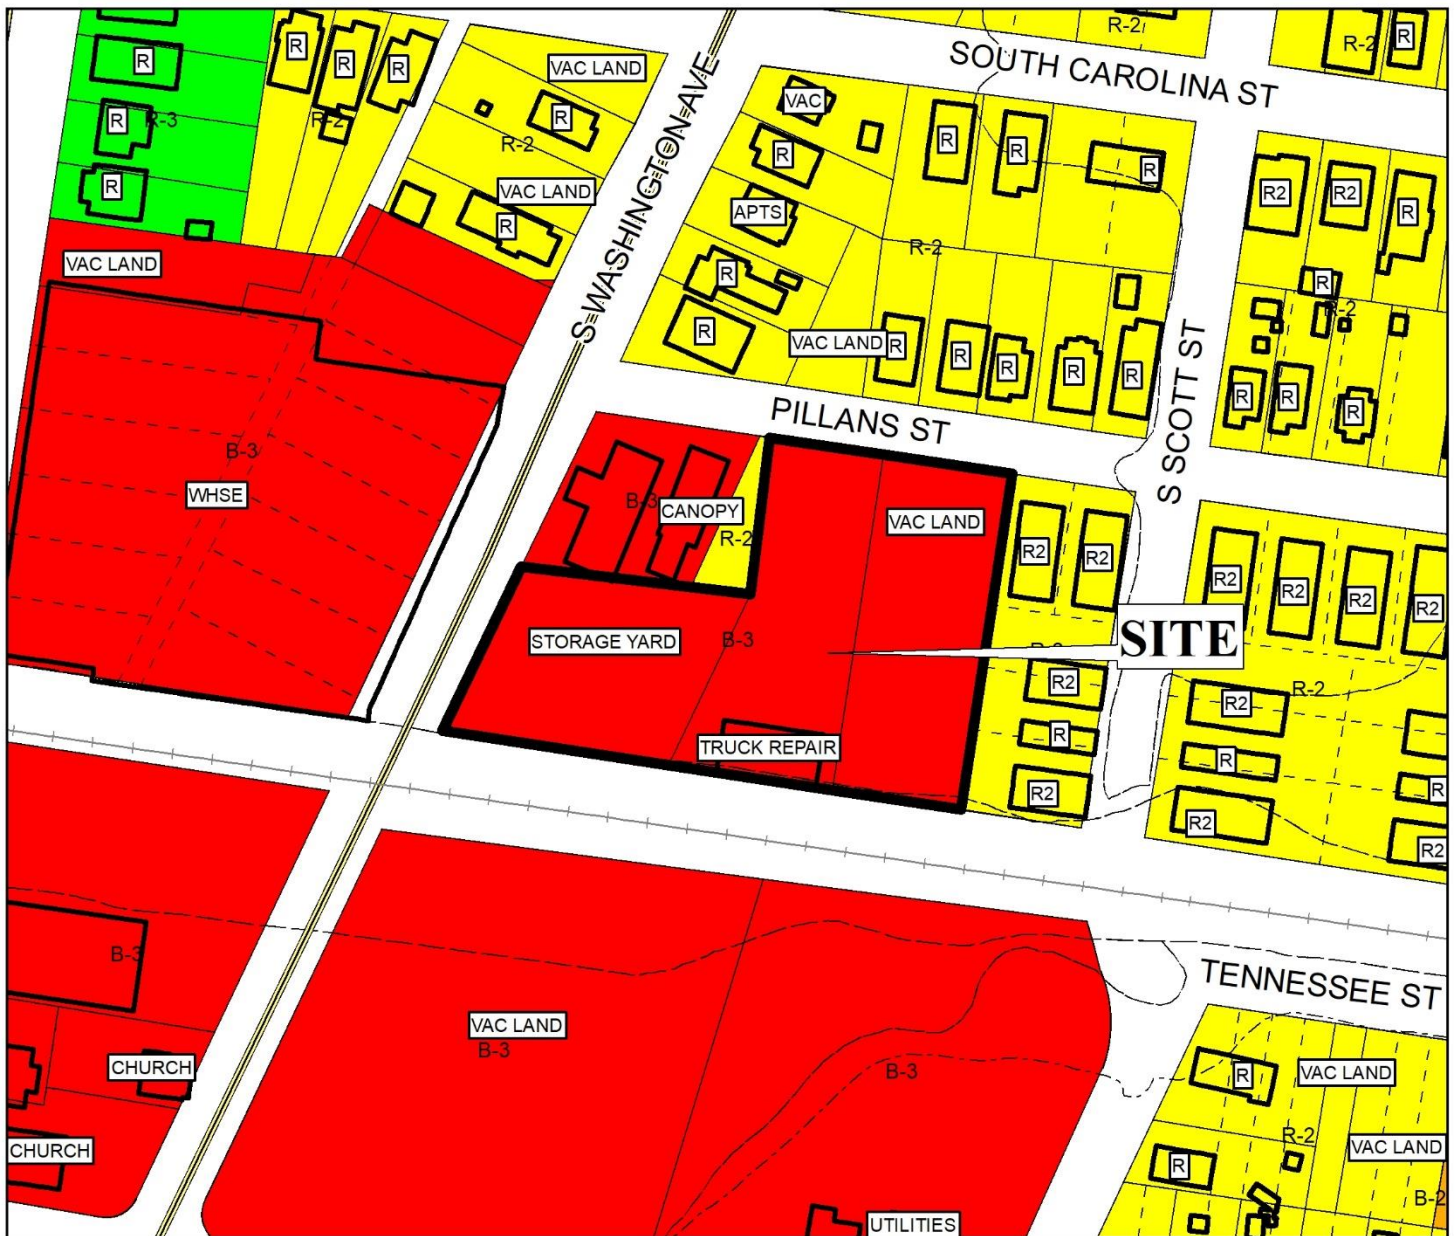 R-2
R
R-2
R
R
R
R
SOUTH CAROLINA ST
R
VAC LAND
VAC
R
R-3
R-2
R
R-2
R
R
R
R
R
R
VAC LAND
R2
R2
R
APTS
R
S WASHINGTON AVE
R-2
VAC LAND
R
R
R-2
R
VAC LAND
R
R
R
R
R
R
R
R
S SCOTT ST
PILLANS ST
B-3
WHSE
B-3
CANOPY
R-2
VAC LAND
R2
R2
R2
R2
R2
R2
STORAGE YARD
B-3
SITE
R2
R-2
R2
TRUCK REPAIR
R
R
R2
R
R2
R2
B-3
TENNESSEE ST
VAC LAND
B-3
CHURCH
B-3
R
VAC LAND
CHURCH
R-2
VAC LAND
R
B-2
UTILITIES